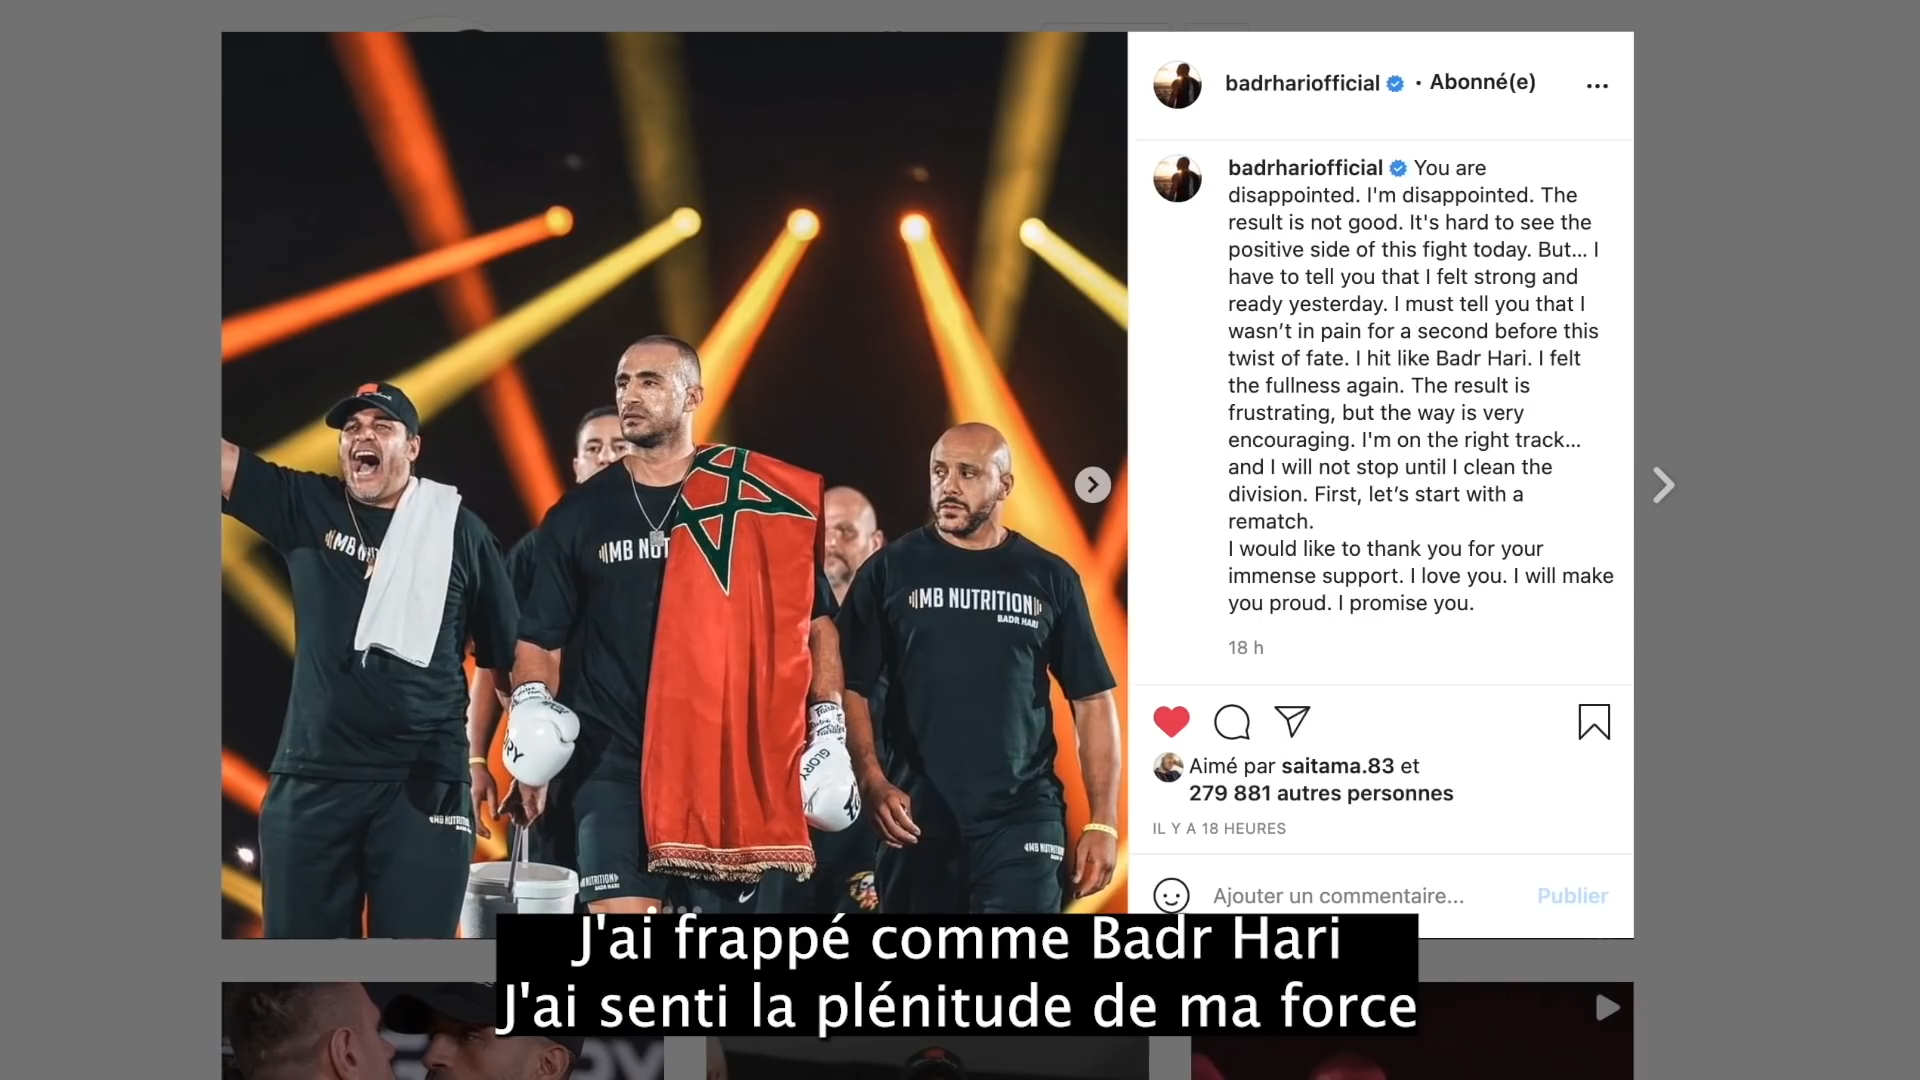 badrhariofficial • Abonné(e)
badrhariofficial You are
disappointed. I'm disappointed. The
result is not good. It's hard to see the
positive side of this fight today. But... I
have to tell you that I felt strong and
ready yesterday. I must tell you that I
wasn’t in pain for a second before this
twist of fate. I hit like Badr Hari. I felt
the fullness again. The result is
frustrating, but the way is very
encouraging. I'm on the right track...
and I will not stop until I clean the
division. First, let’s start with a
rematch.
I would like to thank you for your
immense support. I love you. I will make
you proud. I promise you.
18 h
Aimé par saitama.83 et
279 881 autres personnes
IL Y A 18 HEURES
Ajouter un commentaire... Publier
MB NUT
MB NUTRITION
BADR HARI
GLORY
J'ai frappé comme Badr Hari
J'ai senti la plénitude de ma force